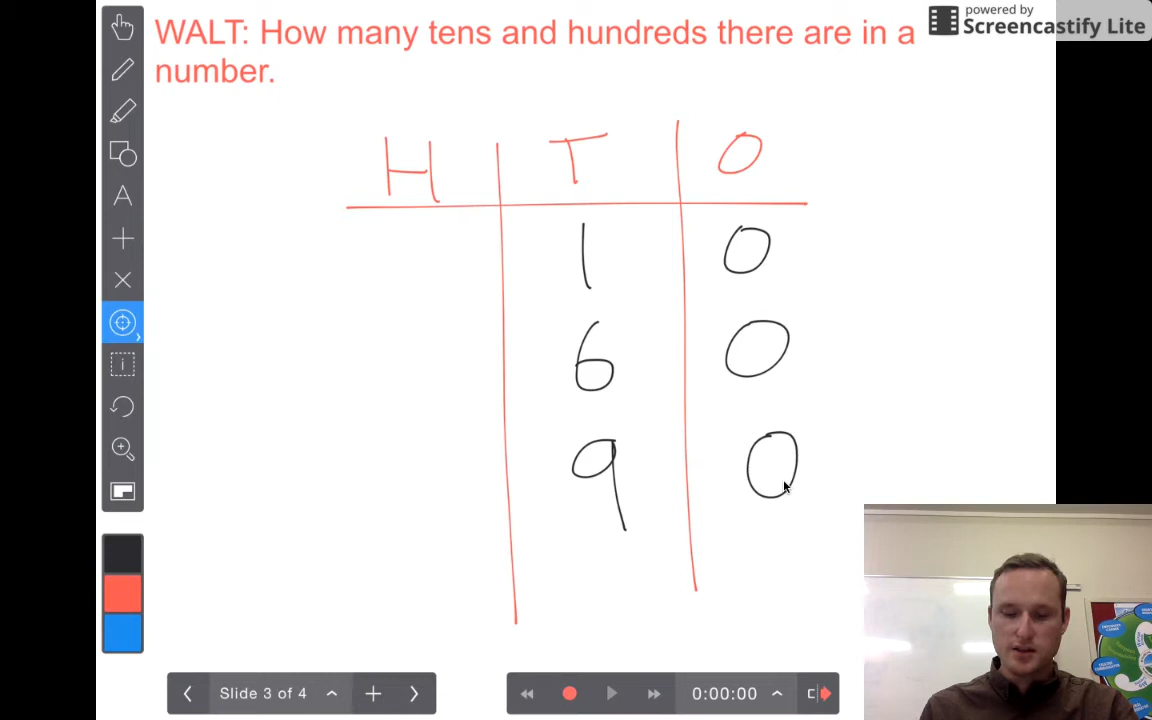 powered by
Screencastify Lite
WALT: How many tens and hundreds there are in a
number.
H T O
1 0
6 0
9 0
Slide 3 of 4
0:00:00